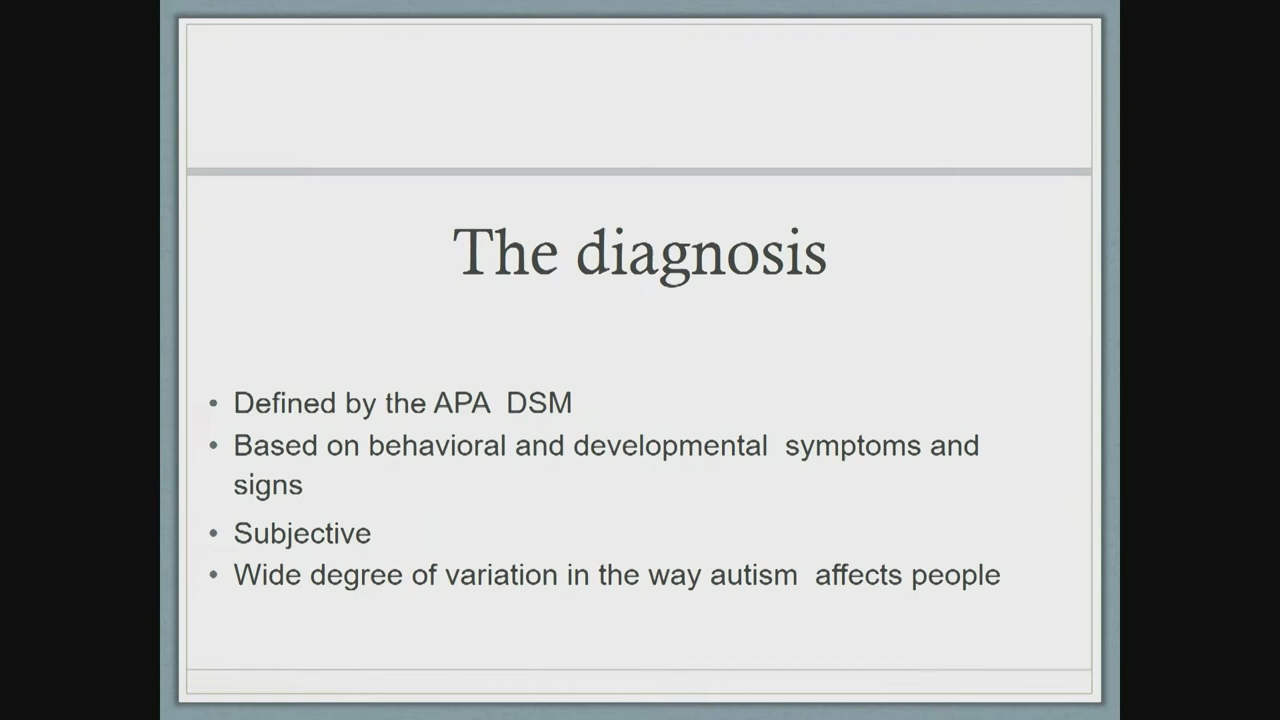 The diagnosis
• Defined by the APA  DSM
• Based on behavioral and developmental  symptoms and
signs
• Subjective
• Wide degree of variation in the way autism  affects people